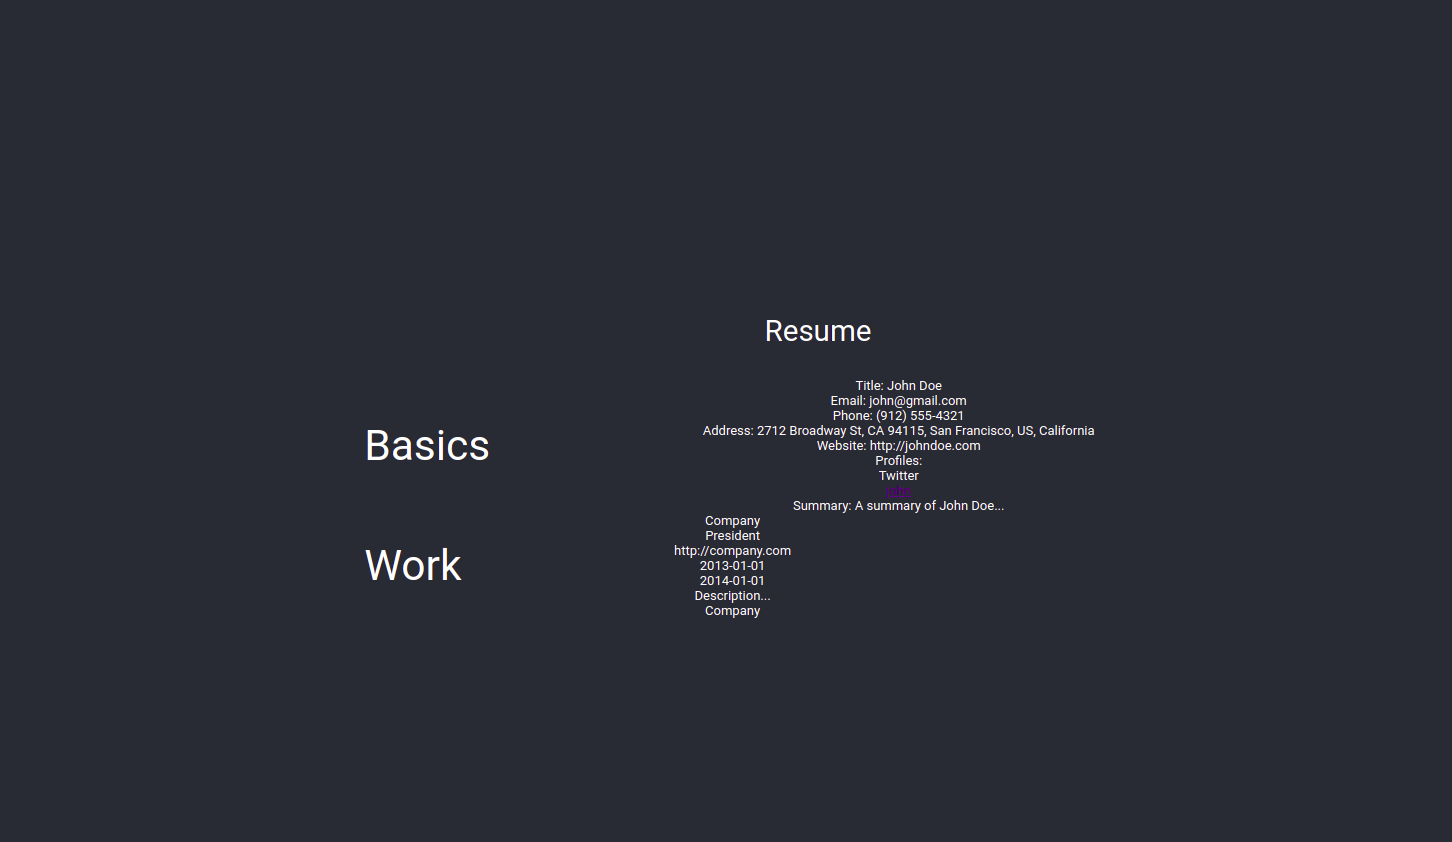 Resume
Title: John Doe
Email: john@gmail.com
Phone: (912) 555-4321
Address: 2712 Broadway St, CA 94115, San Francisco, US, California
Basics
Website: http://johndoe.com
Profiles:
Twitter
Summary: A summary of John Doe...
Company
President
http://company.com
Work
2013-01-01
2014-01-01
Description...
Company